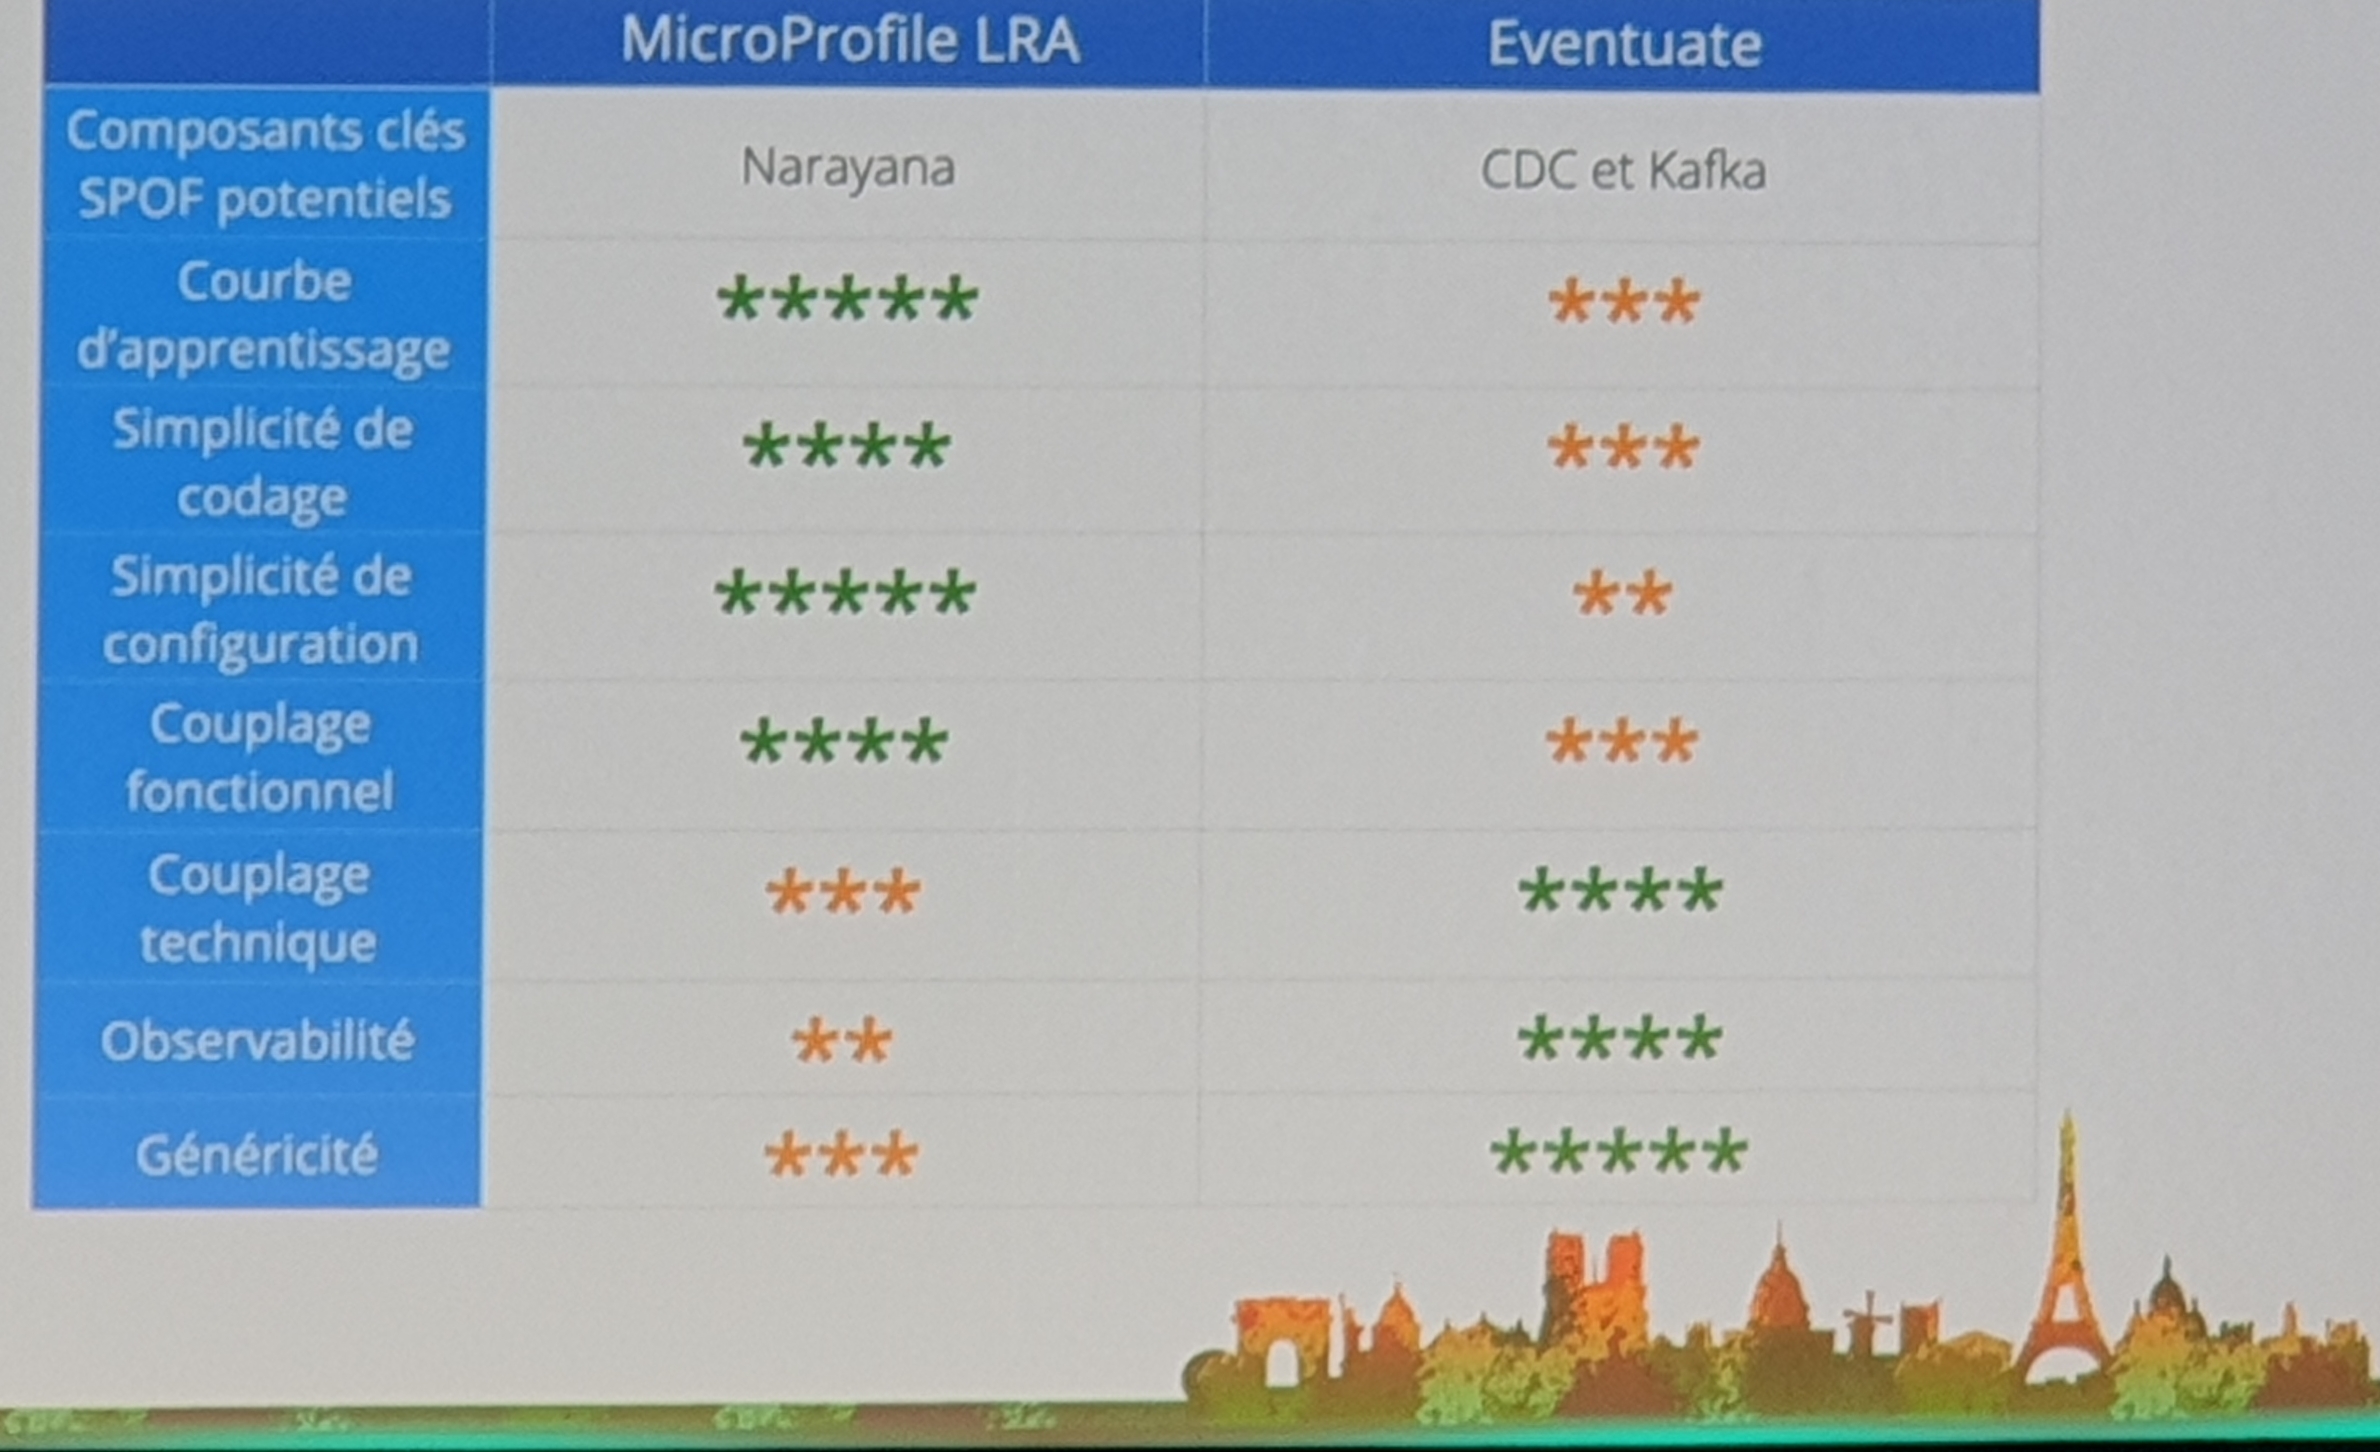 MicroProfile LRA
Eventuate
Composants clés
SPOF potentiels
Narayana
CDC et Kafka
Courbe
d'apprentissage
*****
***
Simplicité de
codage
****
***
Simplicité de
configuration
*****
**
Couplage
fonctionnel
****
***
Couplage
technique
***
****
Observabilité
**
****
Généricité
***
*****